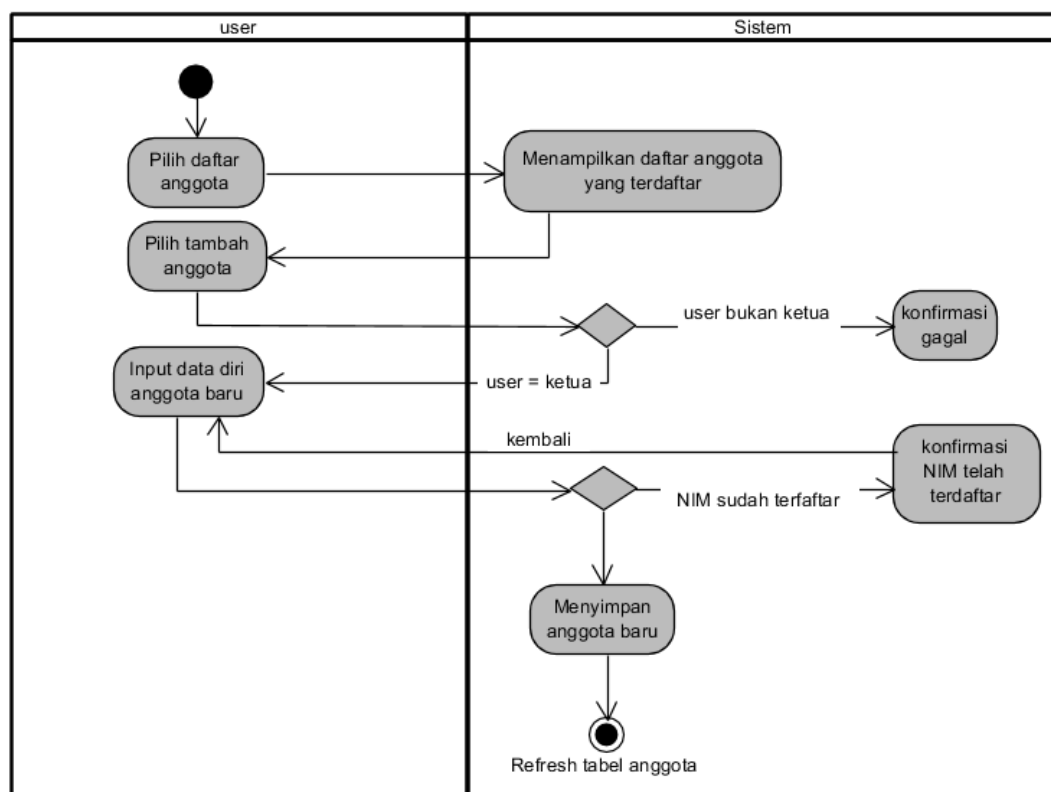 user
Sistem
Pilih daftar
anggota
Menampilkan daftar anggota
yang terdaftar
Pilih tambah
anggota
user bukan ketua
konfirmasi
gagal
Input data diri
anggota baru
user = ketua
kembali
konfirmasi
NIM telah
terdaftar
NIM sudah terfaftar
Menyimpan
anggota baru
Refresh tabel anggota